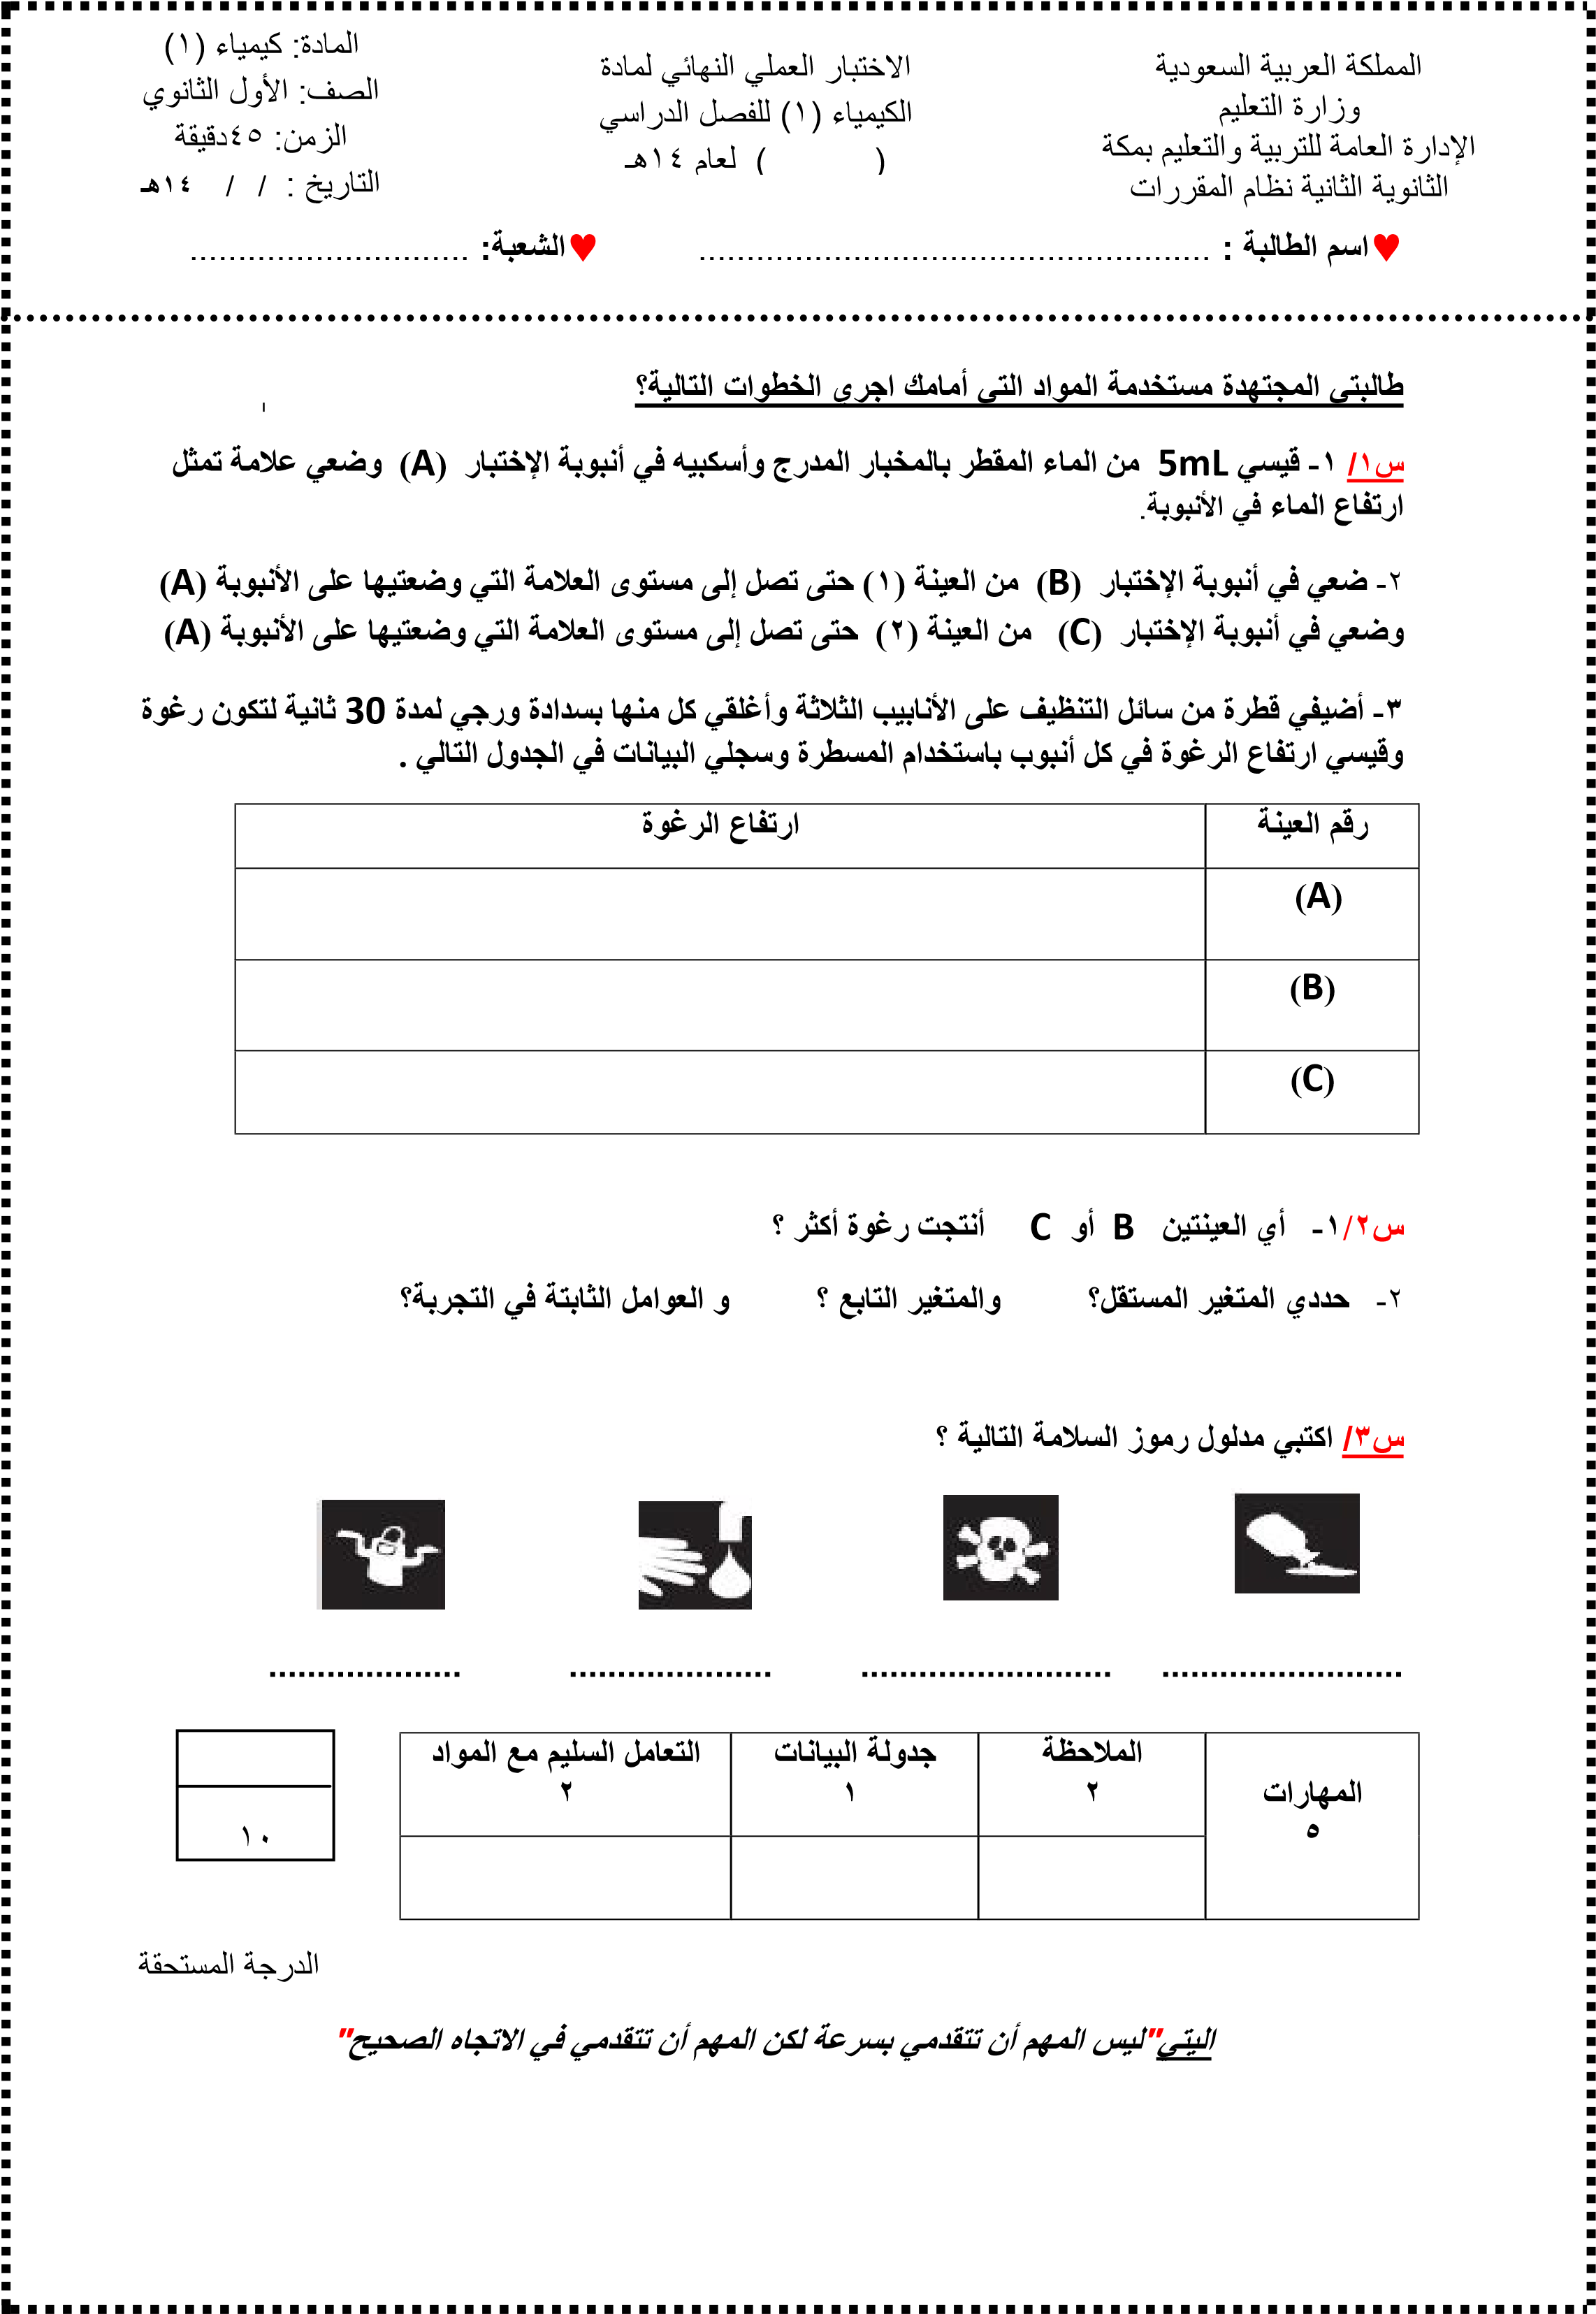 المملكة العربية السعودية
وزارة التعليم
الإدارة العامة للتربية والتعليم بمكة
الثانوية الثانية نظام المقررات
الاختبار العملي النهائي لمادة
الكيمياء (١) للفصل الدراسي
(            ) لعام ١٤هـ
المادة: كيمياء (١)
الصف: الأول الثانوي
الزمن: ٤٥دقيقة
التاريخ : / / ١٤هـ
♥اسم الطالبة : ...................................................... ♥الشعبة: .............................
طالبتي المجتهدة مستخدمة المواد التي أمامك اجري الخطوات التالية؟
س١/ ١- قيسي 5mL من الماء المقطر بالمخبار المدرج وأسكبيه في أنبوبة الإختبار (A) وضعي علامة تمثل
ارتفاع الماء في الأنبوبة.
٢- ضعي في أنبوبة الإختبار (B) من العينة (١) حتى تصل إلى مستوى العلامة التي وضعتيها على الأنبوبة (A)
وضعي في أنبوبة الإختبار (C) من العينة (٢) حتى تصل إلى مستوى العلامة التي وضعتيها على الأنبوبة (A)
٣- أضيفي قطرة من سائل التنظيف على الأنابيب الثلاثة وأغلقي كل منها بسدادة ورجي لمدة 30 ثانية لتكون رغوة
وقيسي ارتفاع الرغوة في كل أنبوب باستخدام المسطرة وسجلي البيانات في الجدول التالي .
رقم العينة ارتفاع الرغوة
(A)
(B)
(C)
س٢/١- أي العينتين B أو C أنتجت رغوة أكثر ؟
٢- حددي المتغير المستقل؟ والمتغير التابع ؟ و العوامل الثابتة في التجربة؟
س٣/ اكتبي مدلول رموز السلامة التالية ؟
......................... .......................... ..................... ....................
المهارات
٥
الملاحظة
٢
جدولة البيانات
١
التعامل السليم مع المواد
٢
١٠
الدرجة المستحقة
اليتي"ليس المهم أن تتقدمي بسرعة لكن المهم أن تتقدمي في الاتجاه الصحيح"